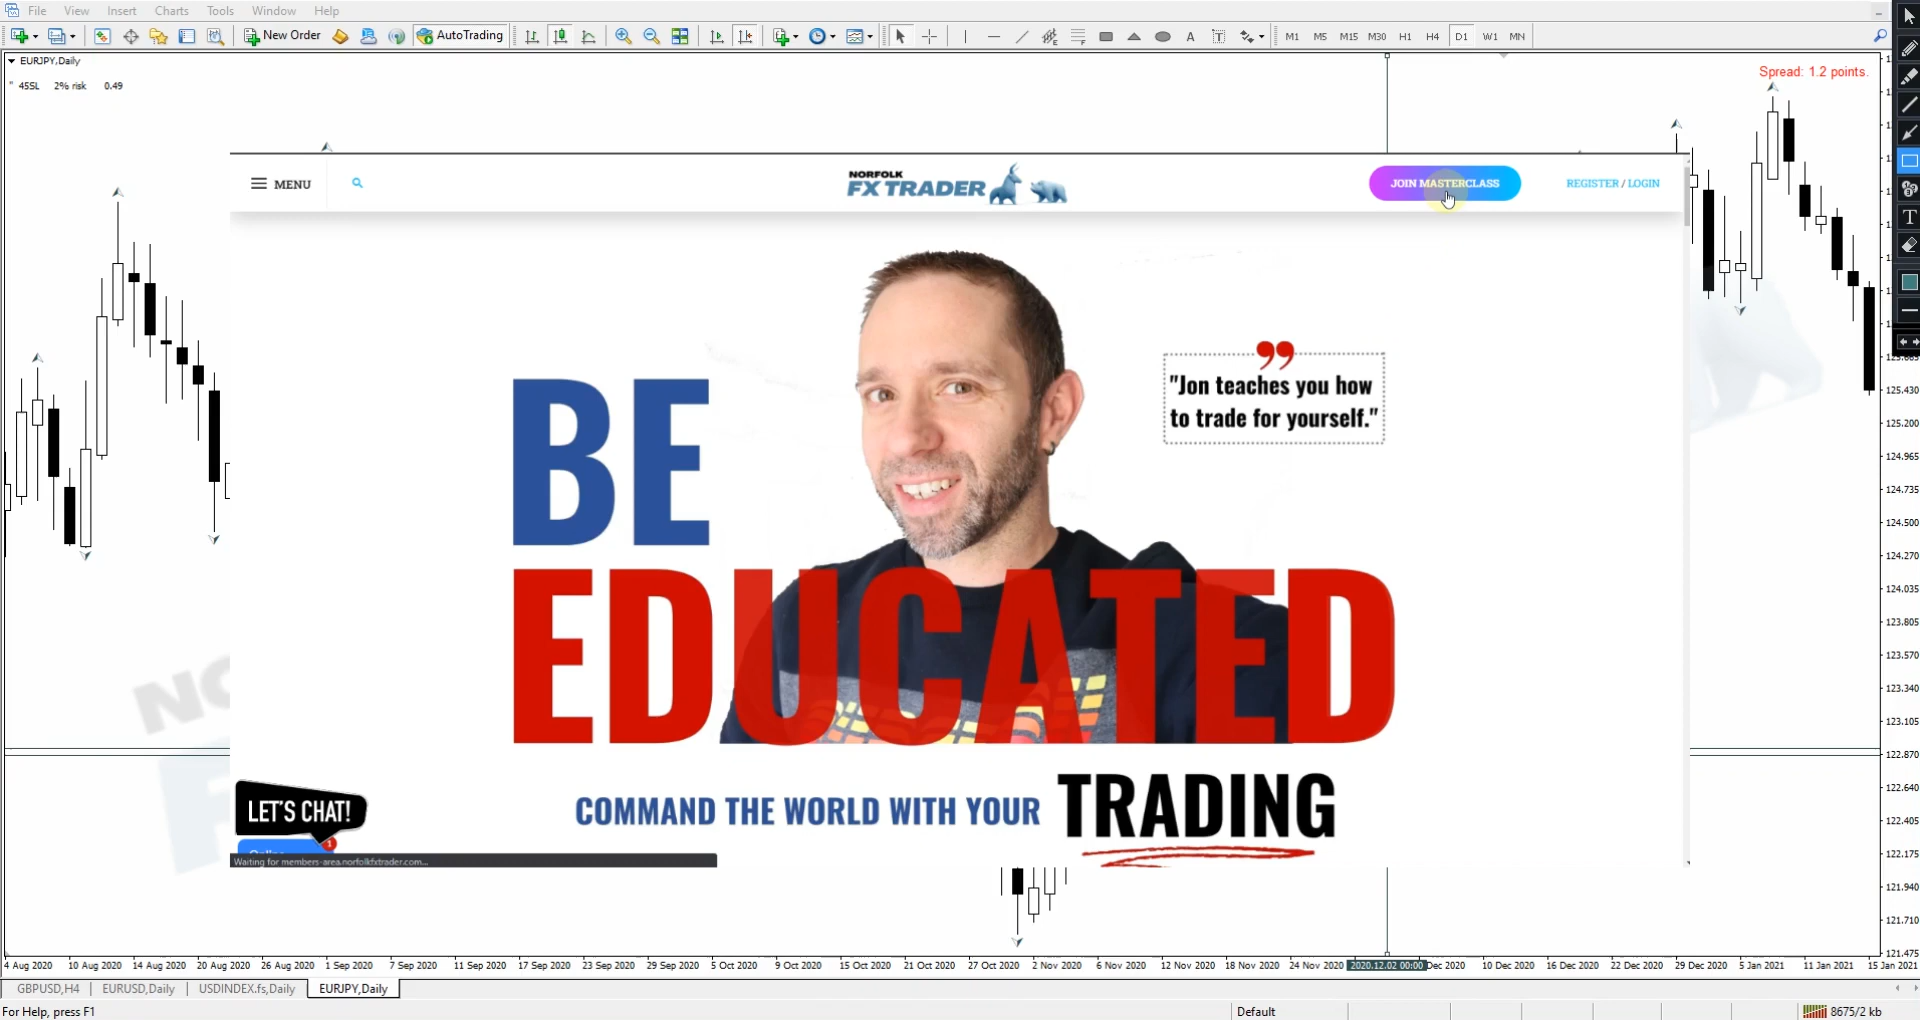 File View Insert Charts Tools Window Help
New Order AutoTrading A T M1 M5 M15 M30 H1 H4 D1 W1 MN
EURJPY,Daily
45SL 2% risk 0.49
Spread: 1.2 points.
MENU
NORFOLK
FX TRADER
JOIN MASTERCLASS
REGISTER / LOGIN
"Jon teaches you how
to trade for yourself."
BE
EDUCATED
COMMAND THE WORLD WITH YOUR TRADING
LET'S CHAT!
1
Waiting for members-area.norfolkfxtrader.com...
125.430
125.200
124.965
124.735
124.500
124.270
124.035
123.805
123.570
123.340
123.105
122.870
122.640
122.405
122.175
121.940
121.710
121.475
4 Aug 2020 10 Aug 2020 14 Aug 2020 20 Aug 2020 26 Aug 2020 1 Sep 2020 7 Sep 2020 11 Sep 2020 17 Sep 2020 23 Sep 2020 29 Sep 2020 5 Oct 2020 9 Oct 2020 15 Oct 2020 21 Oct 2020 27 Oct 2020 2 Nov 2020 6 Nov 2020 12 Nov 2020 18 Nov 2020 24 Nov 2020 2020.12.02 00:00 Dec 2020 10 Dec 2020 16 Dec 2020 22 Dec 2020 29 Dec 2020 5 Jan 2021 11 Jan 2021 15 Jan 2021
GBPUSD,H4 EURUSD,Daily USDINDEX.fs,Daily EURJPY,Daily
For Help, press F1
Default
8675/2 kb